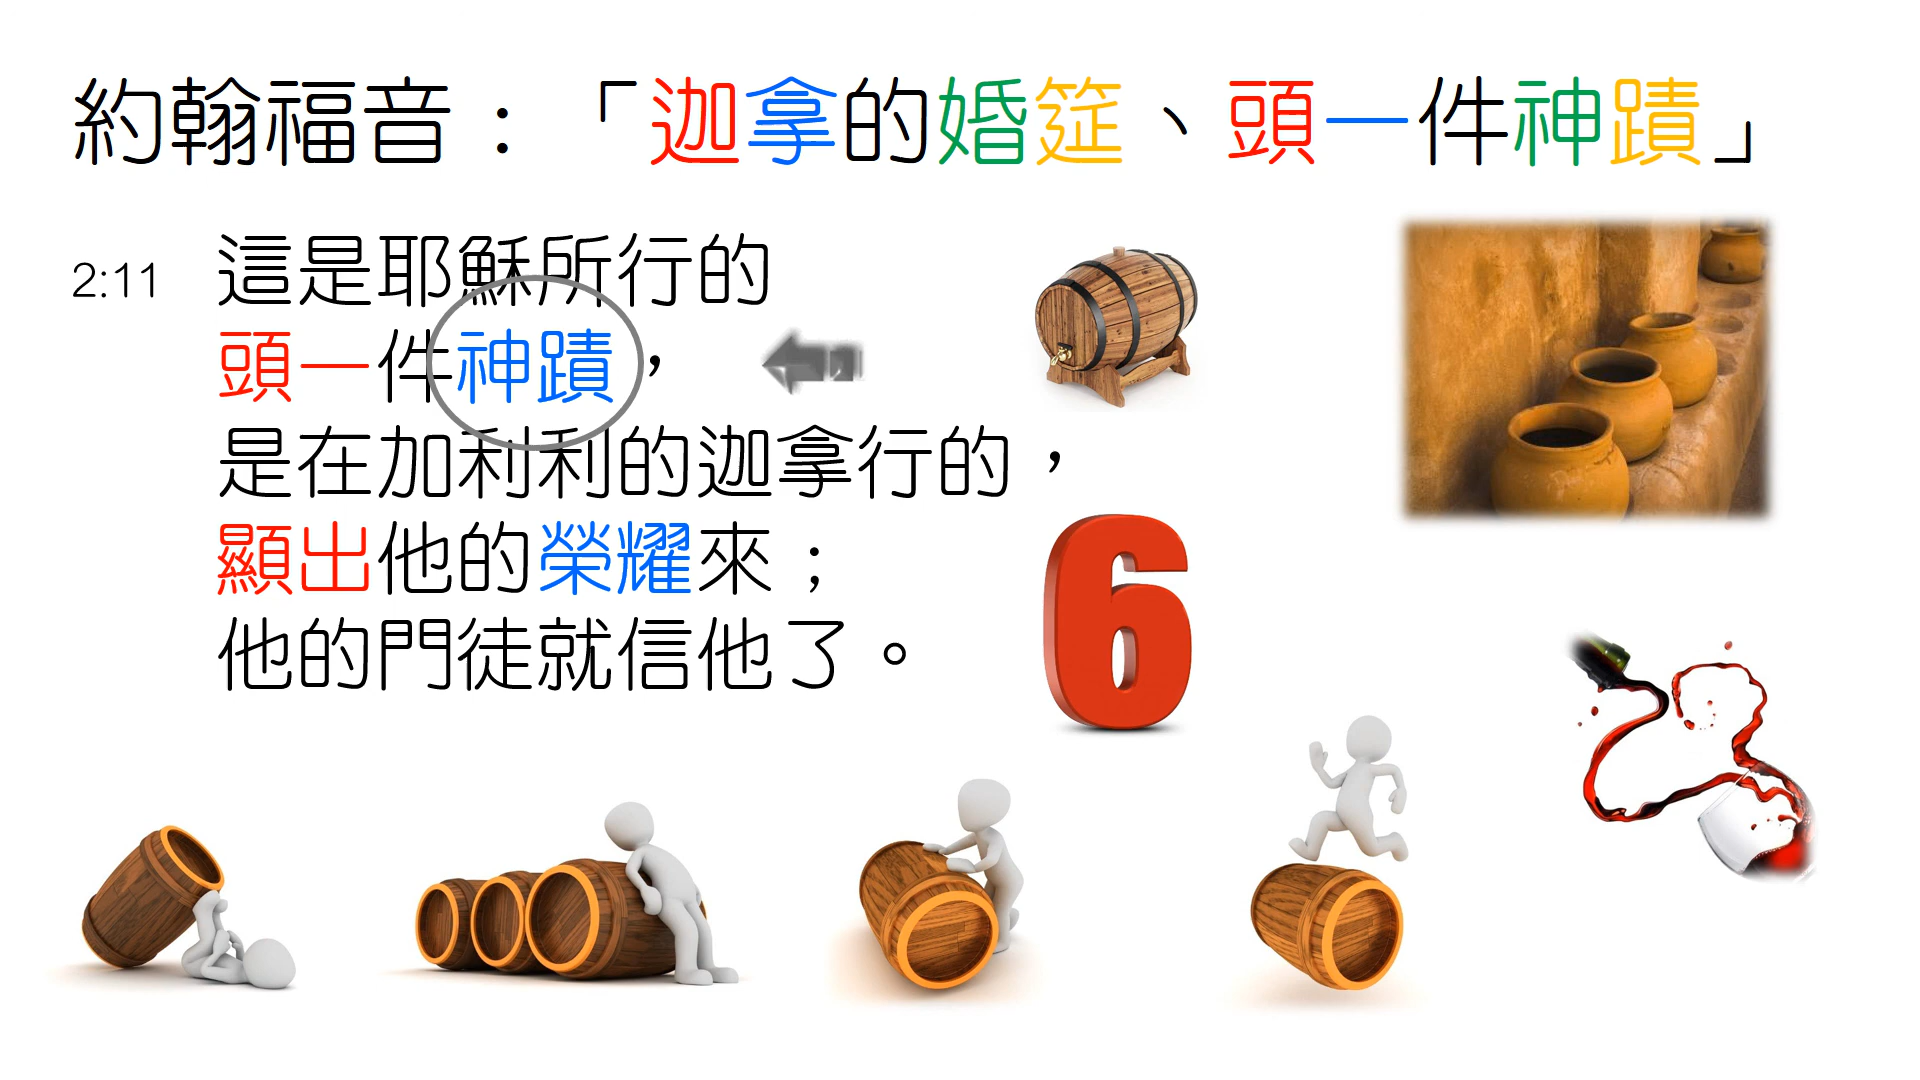 約翰福音：「迦拿的婚筵、頭一件神蹟」
2:11 這是耶穌所行的
頭一件神蹟，
是在加利利的迦拿行的，
顯出他的榮耀來；
他的門徒就信他了。
6